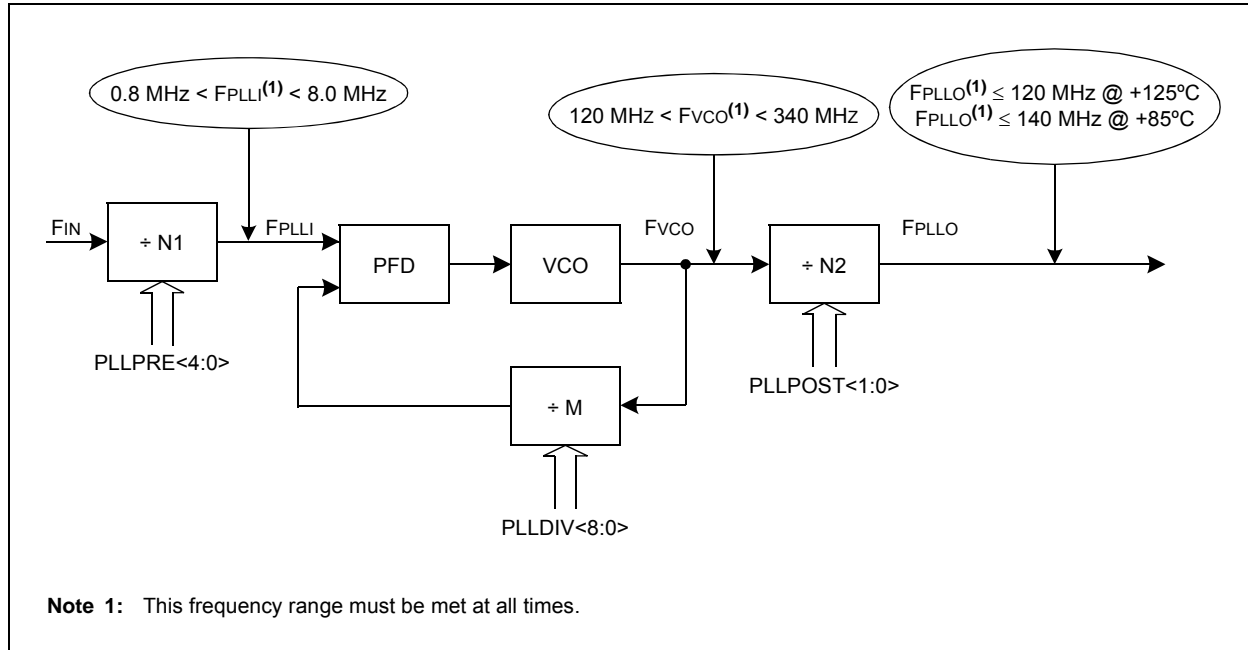 0.8 MHz < FPLLI(1) < 8.0 MHz
120 MHZ < FVCO(1) < 340 MHZ
FPLLO(1) ≤ 120 MHz @ +125ºC
FPLLO(1) ≤ 140 MHz @ +85ºC
FIN
÷ N1
FPLLI
PFD
VCO
FVCO
÷ N2
FPLLO
PLLPRE<4:0>
÷ M
PLLPOST<1:0>
PLLDIV<8:0>
Note 1: This frequency range must be met at all times.